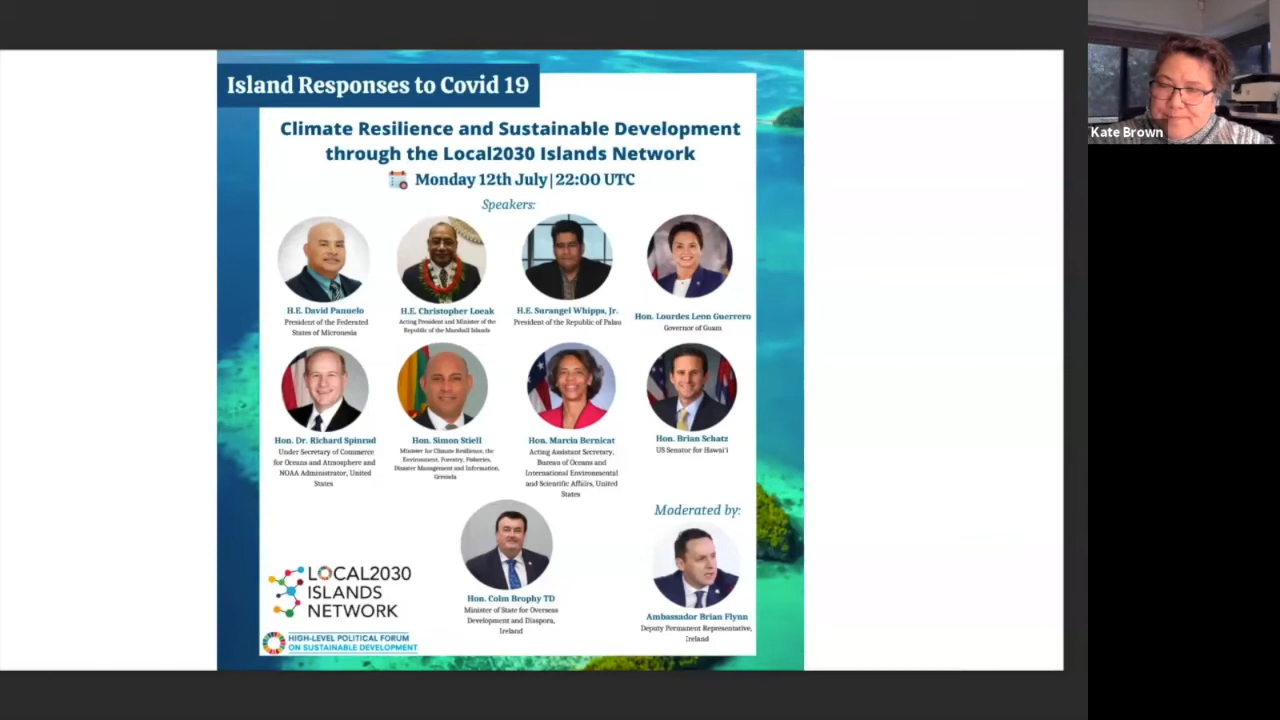 Island Responses to Covid 19
Climate Resilience and Sustainable Development
through the Local2030 Islands Network
Monday 12th July | 22:00 UTC
Speakers:
H.E. David Panuelo
President of the Federated
States of Micronesia
H.E. Christopher Loeak
Acting President and Minister of the
Republic of the Marshall Islands
H.E. Surangel Whipps, Jr.
President of the Republic of Palau
Hon. Lourdes Leon Guerrero
Governor of Guam
Hon. Dr. Richard Spinrad
Under Secretary of Commerce
for Oceans and Atmosphere and
NOAA Administrator, United
States
Hon. Simon Stiell
Minister for Climate Resilience, the
Environment, Forestry, Fisheries,
Disaster Management and Information,
Grenada
Hon. Marcia Bernicat
Acting Assistant Secretary,
Bureau of Oceans and
International Environmental
and Scientific Affairs, United
States
Hon. Brian Schatz
US Senator for Hawai'i
Hon. Colm Brophy TD
Minister of State for Overseas
Development and Diaspora,
Ireland
Moderated by:
Ambassador Brian Flynn
Deputy Permanent Representative,
Ireland
LOCAL2030
ISLANDS
NETWORK
HIGH-LEVEL POLITICAL FORUM
ON SUSTAINABLE DEVELOPMENT
Kate Brown